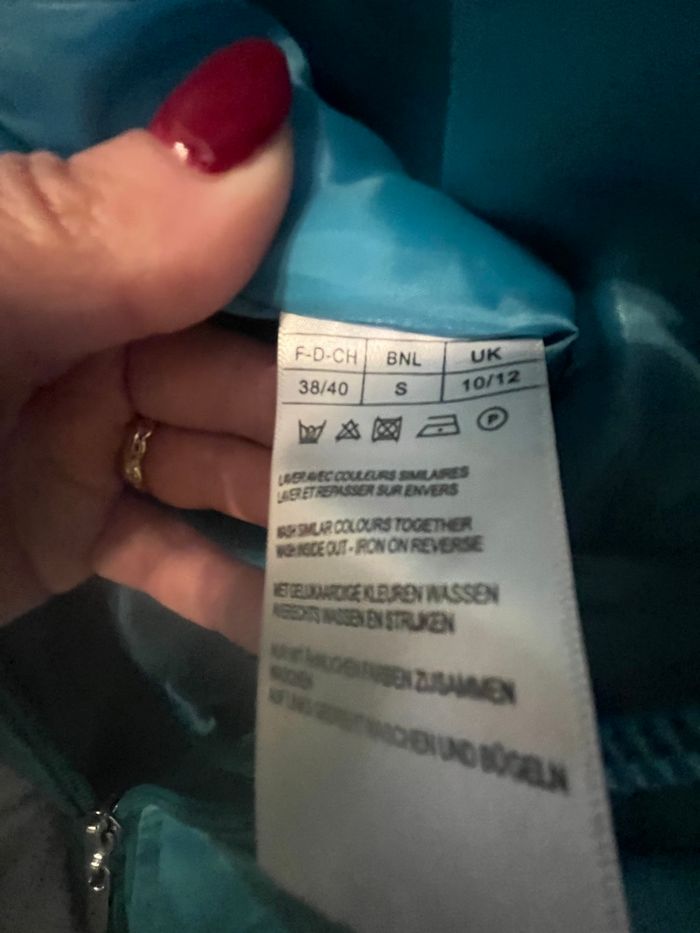 F-D-CH BNL UK
38/40 S 10/12
P
LAVER AVEC COULEURS SIMILAIRES
LAVER ET REPASSER SUR ENVERS
WASH SIMILAR COLOURS TOGETHER
WASH INSIDE OUT - IRON ON REVERSE
MET GELIJKAARDIGE KLEUREN WASSEN
AVERECHTS WASSEN EN STRIJKEN
NUR MIT ÄHNLICHEN FARBEN ZUSAMMEN
WASCHEN
AUF LINKS GEDREHT WASCHEN UND BÜGELN